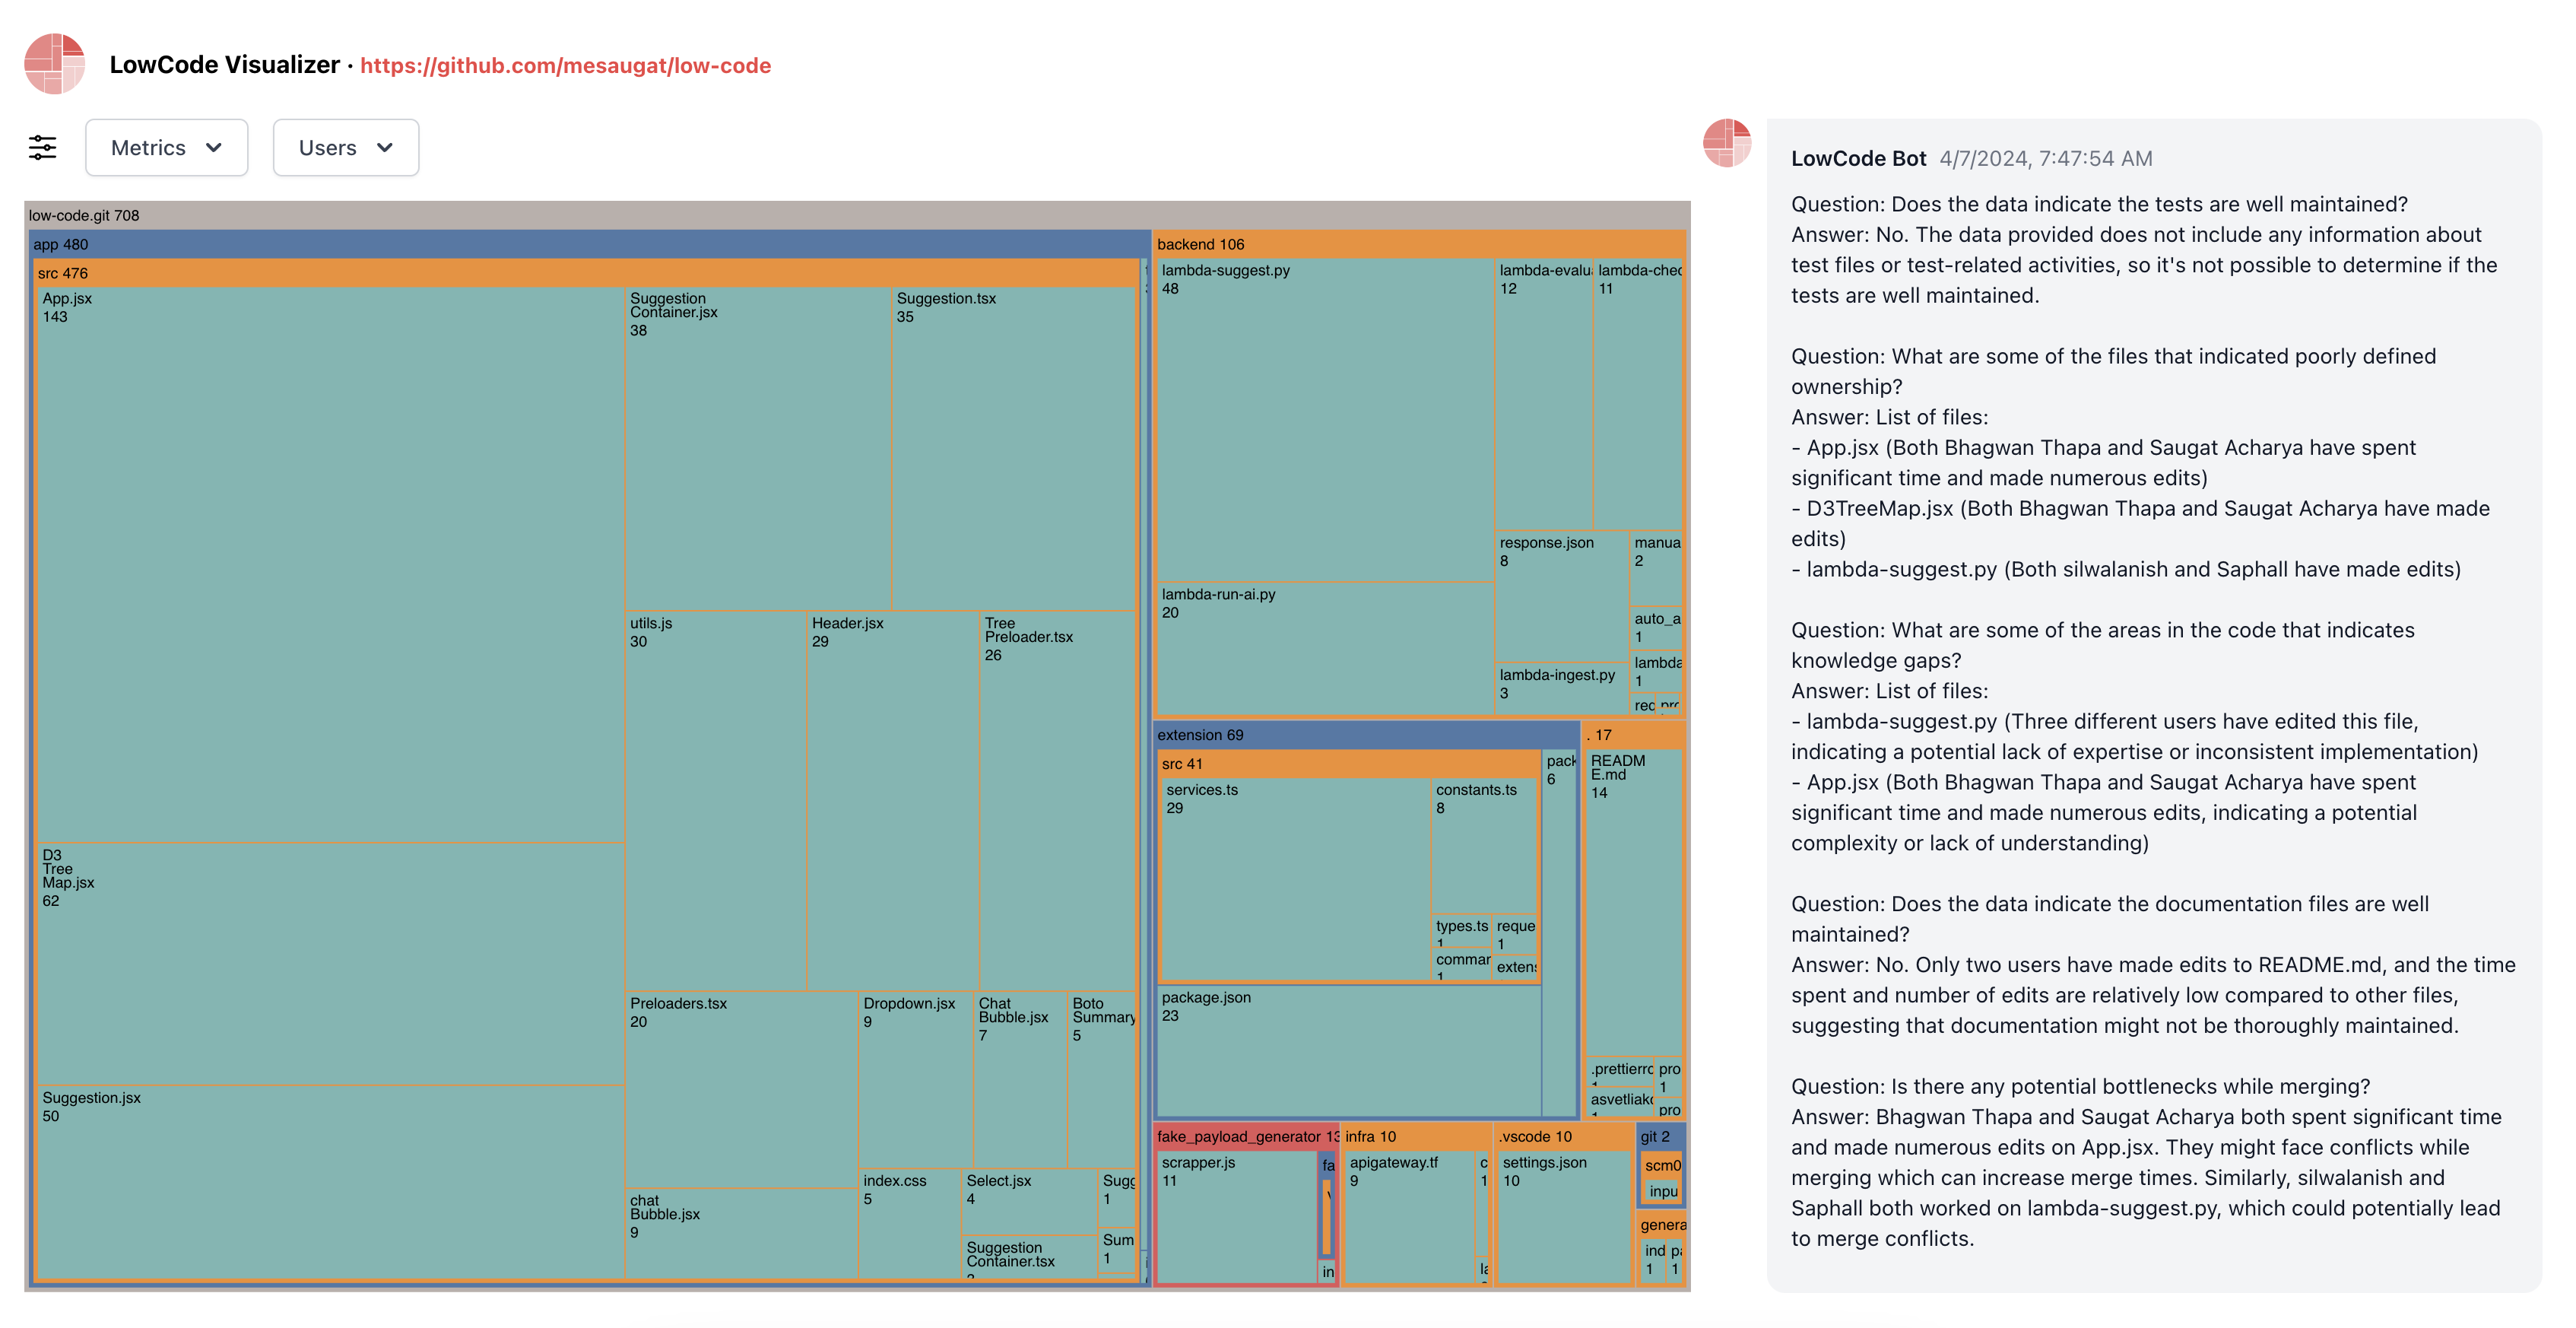 LowCode Visualizer · https://github.com/mesaugat/low-code
Metrics
Users
low-code.git 708
app 480
src 476
App.jsx
143
D3
Tree
Map.jsx
62
Suggestion.jsx
50
Suggestion
Container.jsx
38
Suggestion.tsx
35
utils.js
30
Header.jsx
29
Tree
Preloader.tsx
26
Preloaders.tsx
20
chat
Bubble.jsx
9
Dropdown.jsx
9
Chat
Bubble.jsx
7
Boto
Summary
5
index.css
5
Select.jsx
4
Suggestion
Container.tsx
Sugg
1
Sum
1
backend 106
lambda-suggest.py
48
lambda-run-ai.py
20
lambda-evalu
12
lambda-chec
11
response.json
8
lambda-ingest.py
3
manua
2
auto_a
1
lambda
1
extension 69
src 41
services.ts
29
constants.ts
8
types.ts
1
reque
1
commar
1
extens
package.json
23
pack
6
. 17
READM
E.md
14
.prettierrc
pro
1
asvetliako
pro
fake_payload_generator 13
scrapper.js
11
fa
in
infra 10
apigateway.tf
9
c
1
.vscode 10
settings.json
10
git 2
scm0
inpu
genera
ind
1
pa
1
LowCode Bot 4/7/2024, 7:47:54 AM
Question: Does the data indicate the tests are well maintained?
Answer: No. The data provided does not include any information about
test files or test-related activities, so it's not possible to determine if the
tests are well maintained.
Question: What are some of the files that indicated poorly defined
ownership?
Answer: List of files:
- App.jsx (Both Bhagwan Thapa and Saugat Acharya have spent
significant time and made numerous edits)
- D3TreeMap.jsx (Both Bhagwan Thapa and Saugat Acharya have made
edits)
- lambda-suggest.py (Both silwalanish and Saphall have made edits)
Question: What are some of the areas in the code that indicates
knowledge gaps?
Answer: List of files:
- lambda-suggest.py (Three different users have edited this file,
indicating a potential lack of expertise or inconsistent implementation)
- App.jsx (Both Bhagwan Thapa and Saugat Acharya have spent
significant time and made numerous edits, indicating a potential
complexity or lack of understanding)
Question: Does the data indicate the documentation files are well
maintained?
Answer: No. Only two users have made edits to README.md, and the time
spent and number of edits are relatively low compared to other files,
suggesting that documentation might not be thoroughly maintained.
Question: Is there any potential bottlenecks while merging?
Answer: Bhagwan Thapa and Saugat Acharya both spent significant time
and made numerous edits on App.jsx. They might face conflicts while
merging which can increase merge times. Similarly, silwalanish and
Saphall both worked on lambda-suggest.py, which could potentially lead
to merge conflicts.